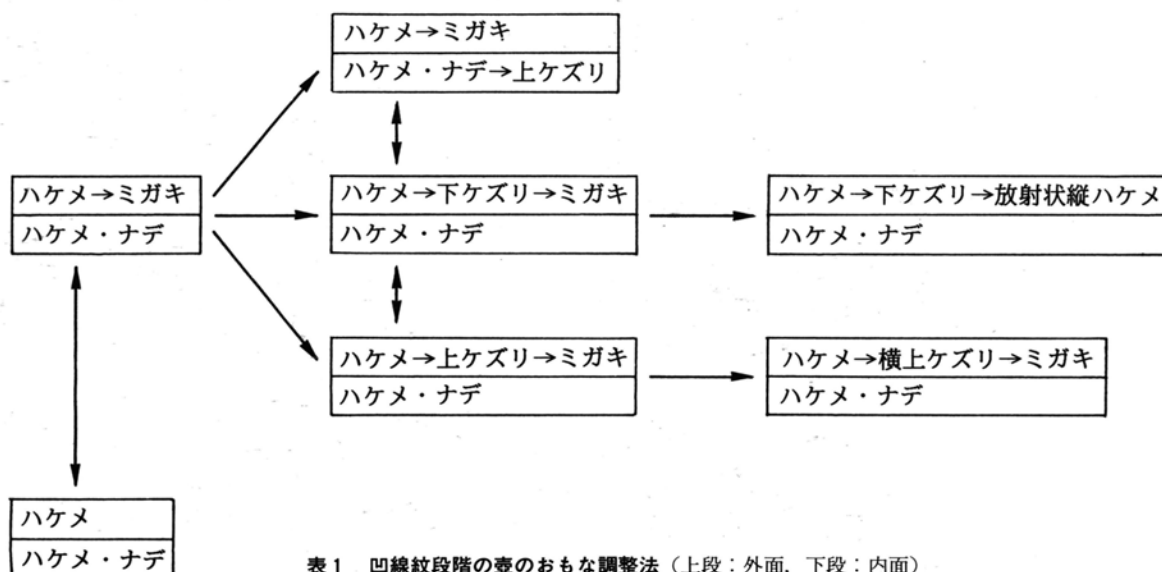 ハケメ→ミガキ
ハケメ・ナデ→上ケズリ
ハケメ→ミガキ
ハケメ・ナデ
ハケメ→下ケズリ→ミガキ
ハケメ・ナデ
ハケメ→下ケズリ→放射状縦ハケメ
ハケメ・ナデ
ハケメ→上ケズリ→ミガキ
ハケメ・ナデ
ハケメ→横上ケズリ→ミガキ
ハケメ・ナデ
ハケメ
ハケメ・ナデ
表1 凹線紋段階の壺のおもな調整法（上段：外面，下段：内面）